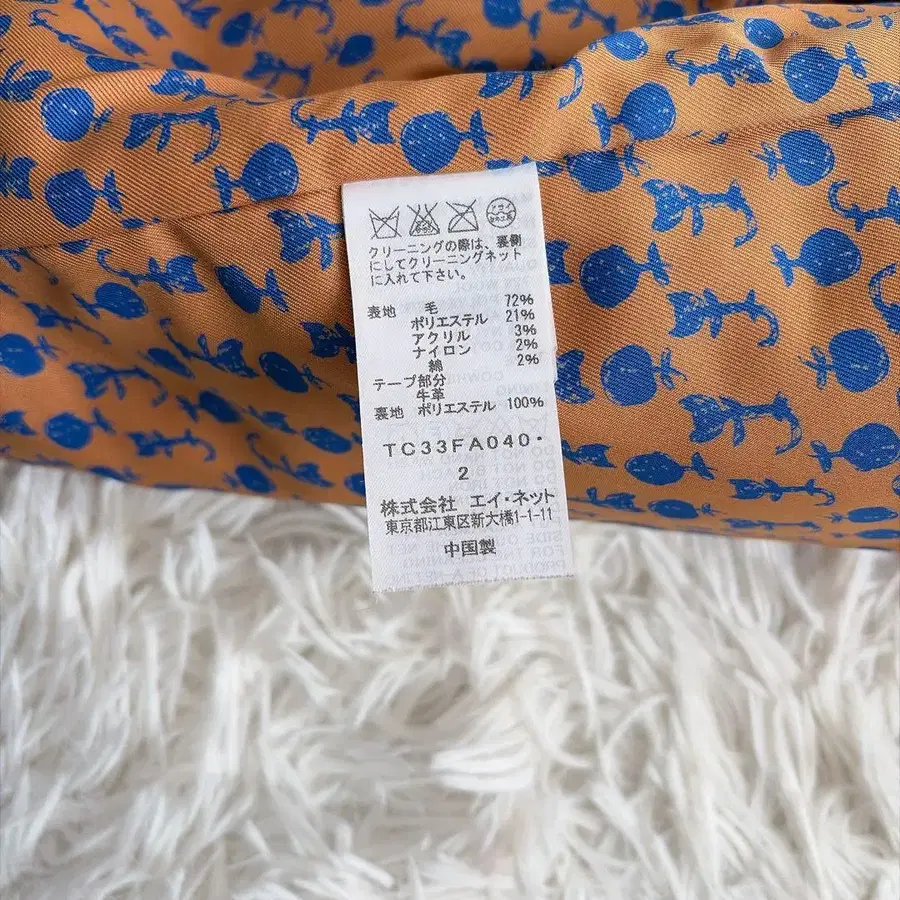 クリーニングの際は、裏側
にしてクリーニングネット
に入れて下さい。
表地 毛 72%
ポリエステル 21%
アクリル 3%
ナイロン 2%
綿 2%
テープ部分
牛革
裏地 ポリエステル 100%
TC33FA040・
2
株式会社 エイ・ネット
東京都江東区新大橋1-1-11
中国製